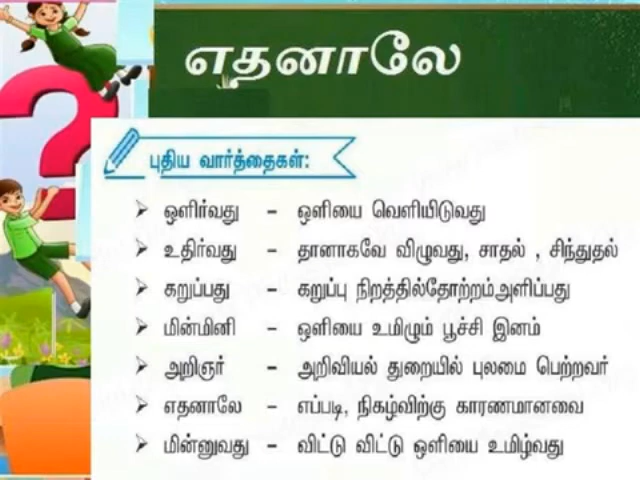 எதனாலே
புதிய வார்த்தைகள்:
➢ ஒளிர்வது – ஒளியை வெளியிடுவது
➢ உதிர்வது – தானாகவே விழுவது, சாதல் , சிந்துதல்
➢ கறுப்பது – கறுப்பு நிறத்தில்தோற்றம்அளிப்பது
➢ மின்மினி – ஒளியை உமிழும் பூச்சி இனம்
➢ அறிஞர் – அறிவியல் துறையில் புலமை பெற்றவர்
➢ எதனாலே – எப்படி, நிகழ்விற்கு காரணமானவை
➢ மின்னுவது – விட்டு விட்டு ஒளியை உமிழ்வது